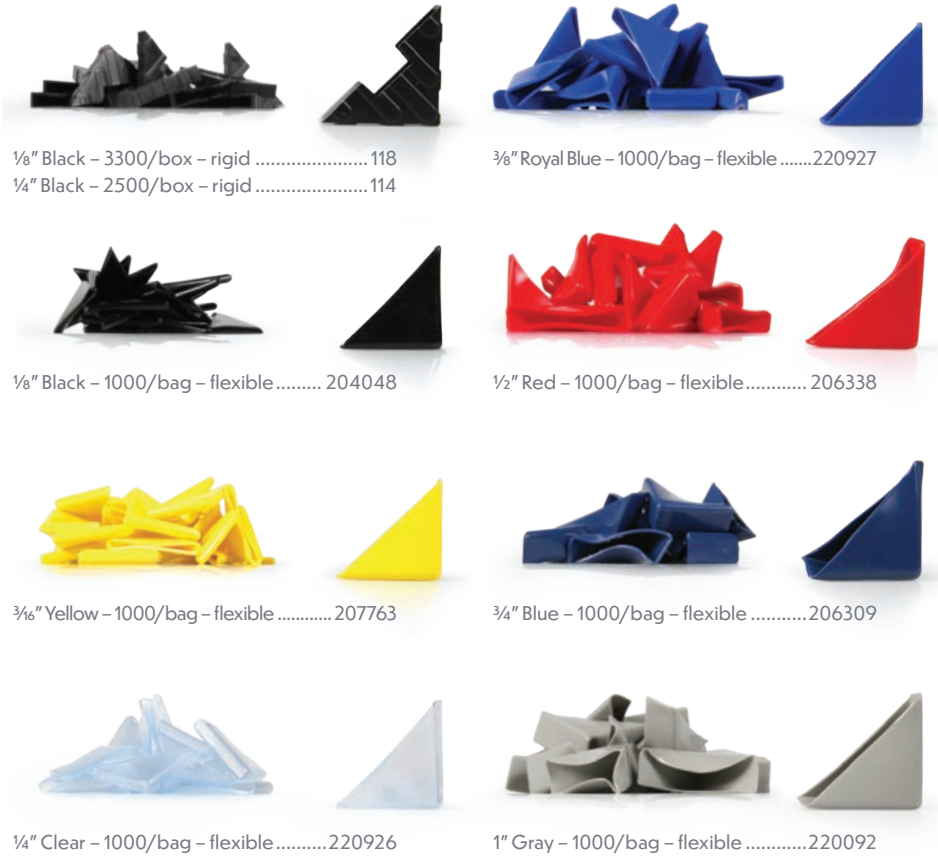 ⅛" Black – 3300/box – rigid ...................... 118
¼" Black – 2500/box – rigid ...................... 114
⅜" Royal Blue – 1000/bag – flexible .......220927
⅛" Black – 1000/bag – flexible ......... 204048
½" Red – 1000/bag – flexible ............ 206338
3⁄16" Yellow – 1000/bag – flexible ............ 207763
¾" Blue – 1000/bag – flexible ...........206309
¼" Clear – 1000/bag – flexible ..........220926
1" Gray – 1000/bag – flexible ...........220092